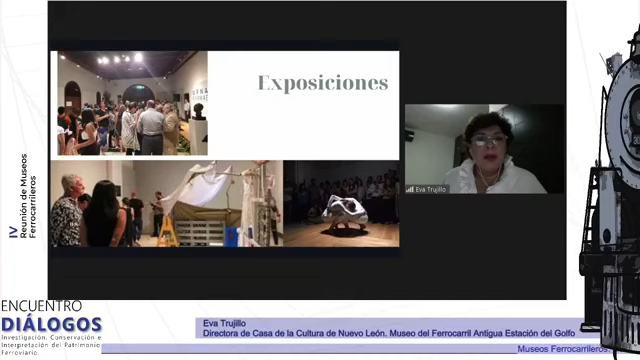 Exposiciones
Eva Trujillo
IV
Reunión de Museos
Ferrocarrileros
ENCUENTRO
DIÁLOGOS
Investigación, Conservación e
Interpretación del Patrimonio
Ferroviario.
Eva Trujillo
Directora de Casa de la Cultura de Nuevo León. Museo del Ferrocarril Antigua Estación del Golfo
Museos Ferrocarrileros.